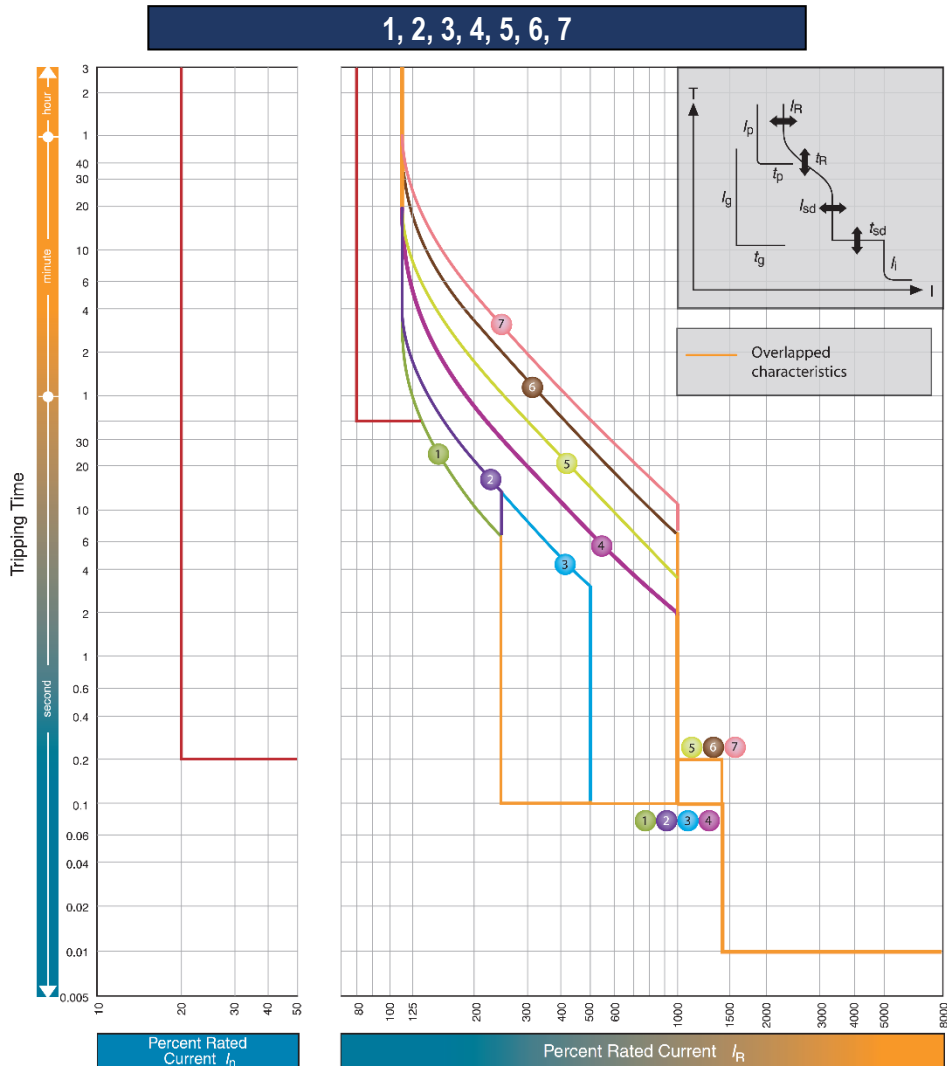 1, 2, 3, 4, 5, 6, 7
Tripping Time
hour
minute
second
3
2
1
40
30
20
10
6
4
2
1
30
20
10
6
4
2
1
0.6
0.4
0.2
0.1
0.06
0.04
0.02
0.01
0.005
10
20
30
40
50
80
100
125
200
300
400
500
600
1000
1500
2000
3000
4000
5000
8000
Percent Rated
Current In
Percent Rated Current IR
T
IR
Ip
tR
tp
Ig
Isd
tsd
tg
Ii
I
Overlapped
characteristics
7
6
5
4
3
2
1
5 6 7
1 2 3 4